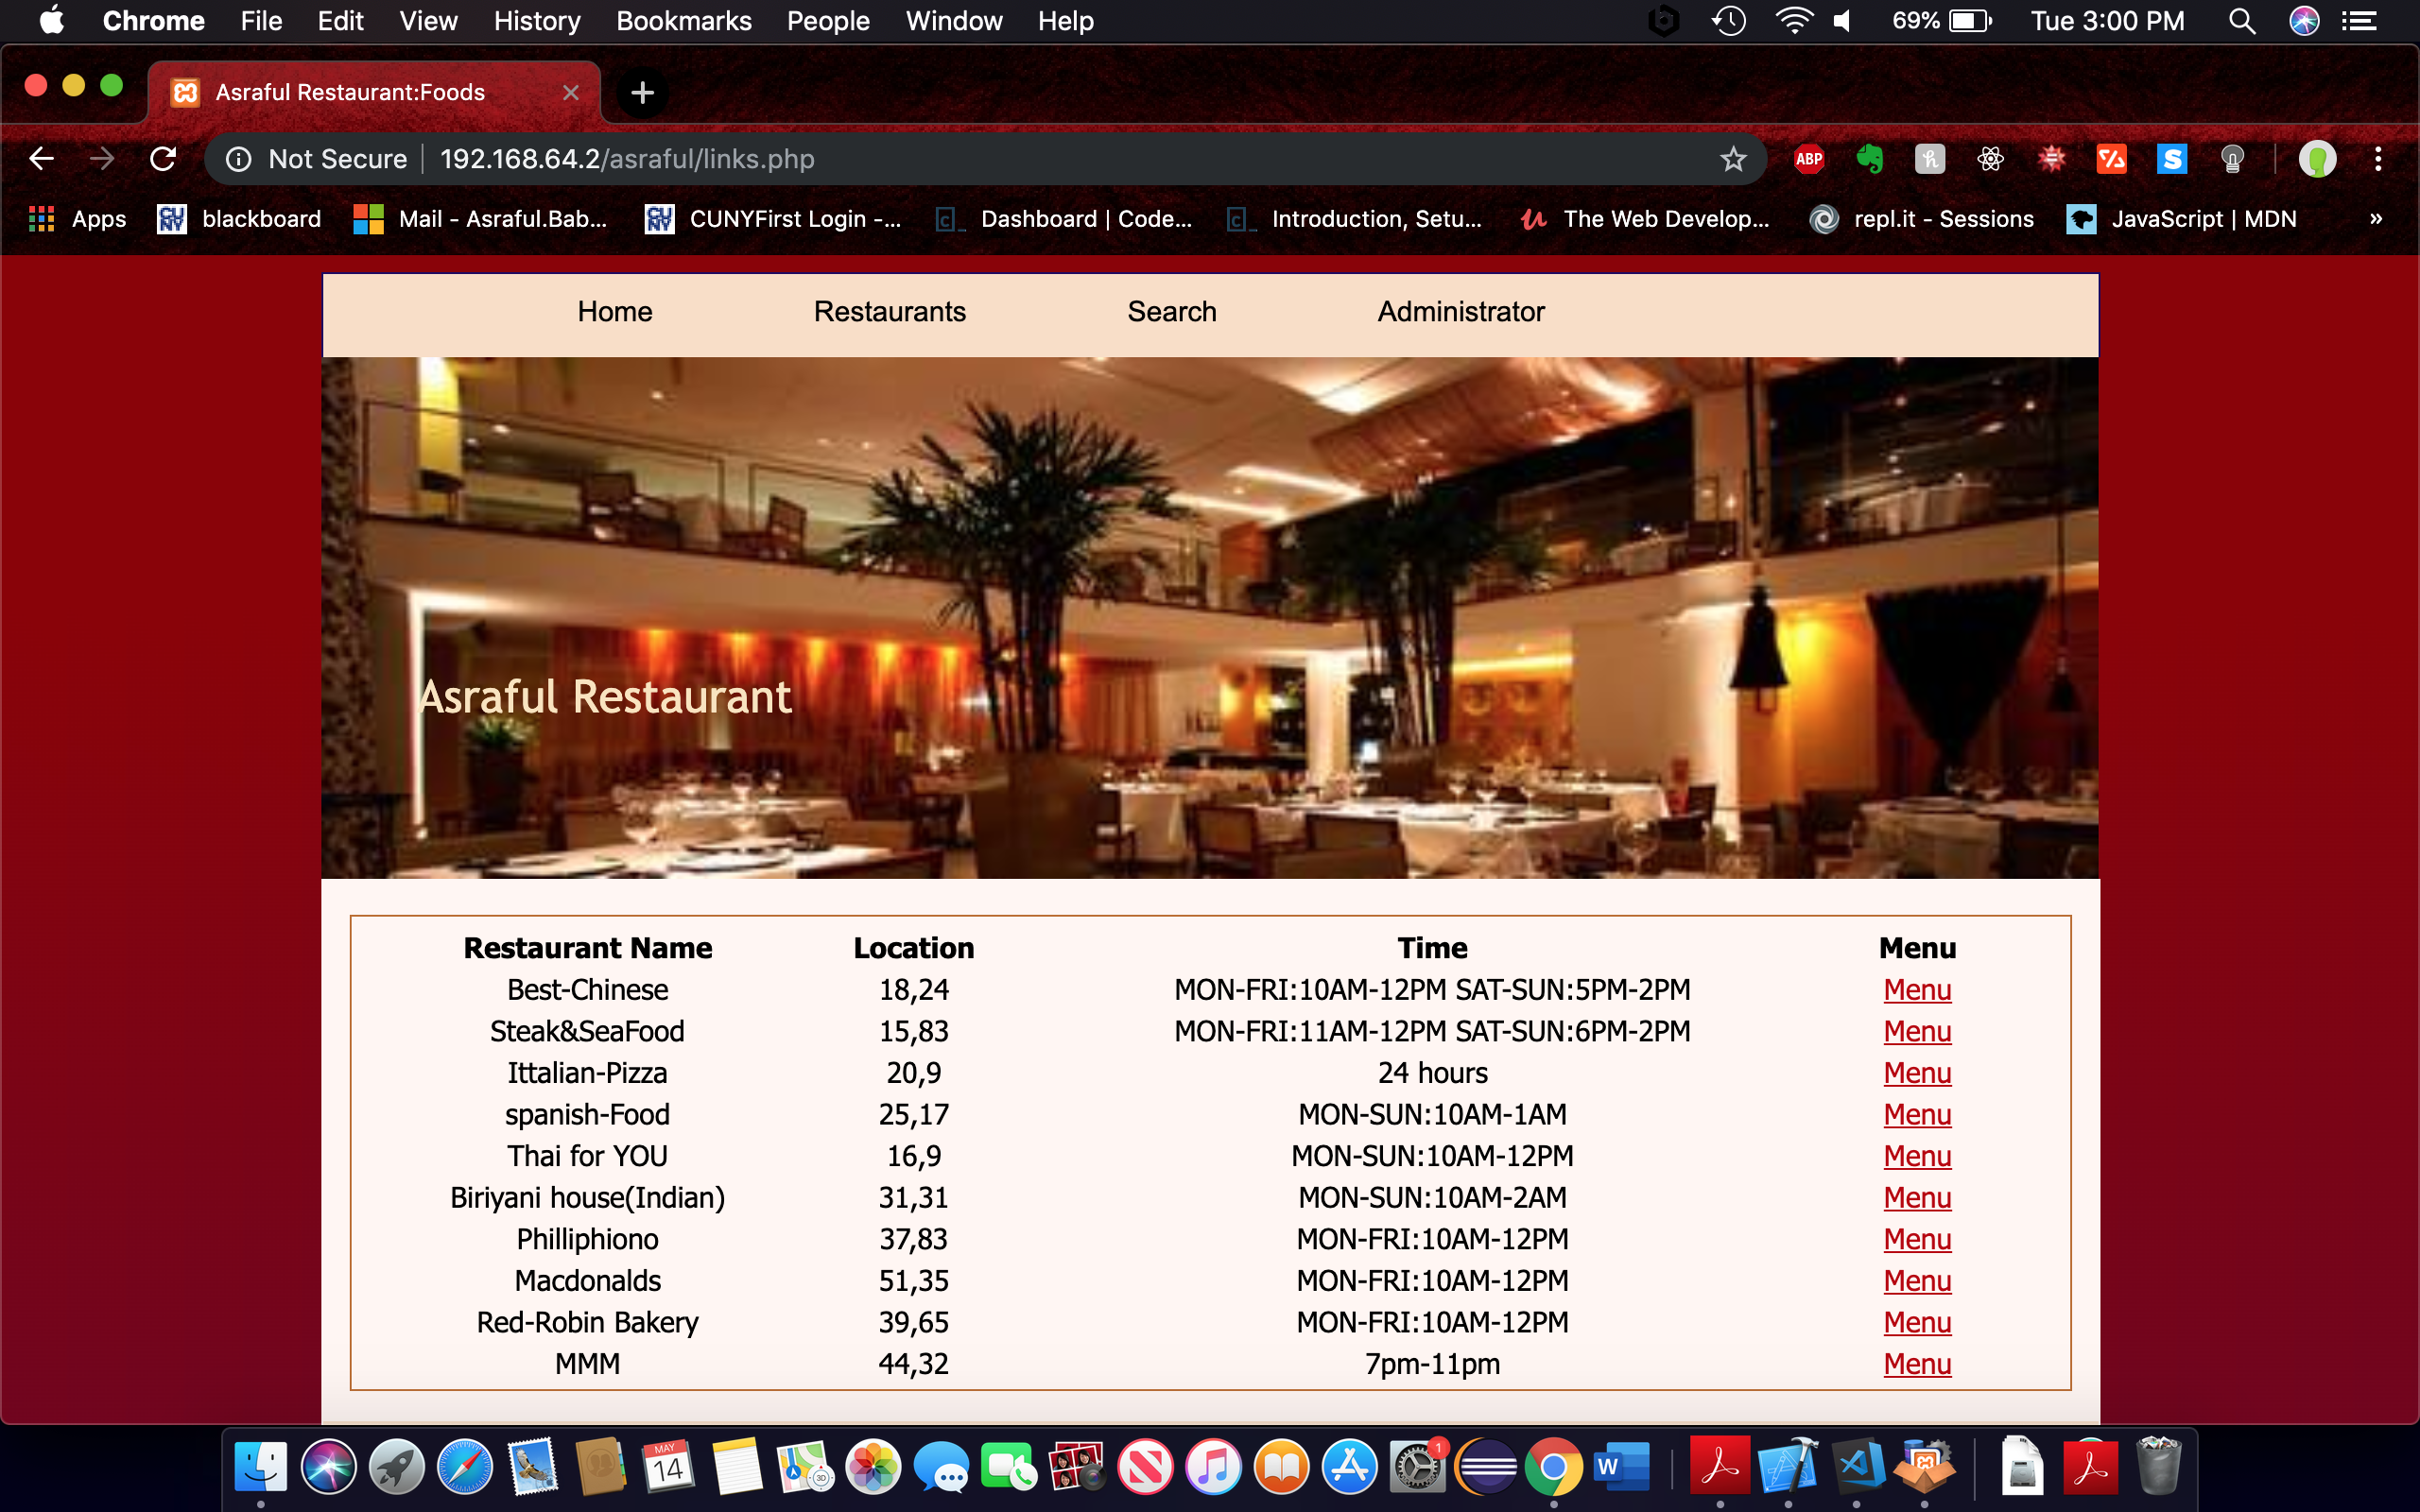 Chrome File Edit View History Bookmarks People Window Help 69% Tue 3:00 PM
Asraful Restaurant:Foods
Not Secure 192.168.64.2/asraful/links.php ABP h S
Apps CUNY blackboard Mail - Asraful.Bab... CUNY CUNYFirst Login -... Dashboard | Code... Introduction, Setu... The Web Develop... repl.it - Sessions JavaScript | MDN »
Home Restaurants Search Administrator
Asraful Restaurant
Restaurant Name Location Time Menu
Best-Chinese 18,24 MON-FRI:10AM-12PM SAT-SUN:5PM-2PM Menu
Steak&SeaFood 15,83 MON-FRI:11AM-12PM SAT-SUN:6PM-2PM Menu
Ittalian-Pizza 20,9 24 hours Menu
spanish-Food 25,17 MON-SUN:10AM-1AM Menu
Thai for YOU 16,9 MON-SUN:10AM-12PM Menu
Biriyani house(Indian) 31,31 MON-SUN:10AM-2AM Menu
Philliphiono 37,83 MON-FRI:10AM-12PM Menu
Macdonalds 51,35 MON-FRI:10AM-12PM Menu
Red-Robin Bakery 39,65 MON-FRI:10AM-12PM Menu
MMM 44,32 7pm-11pm Menu
MAY 14 3D 1 W